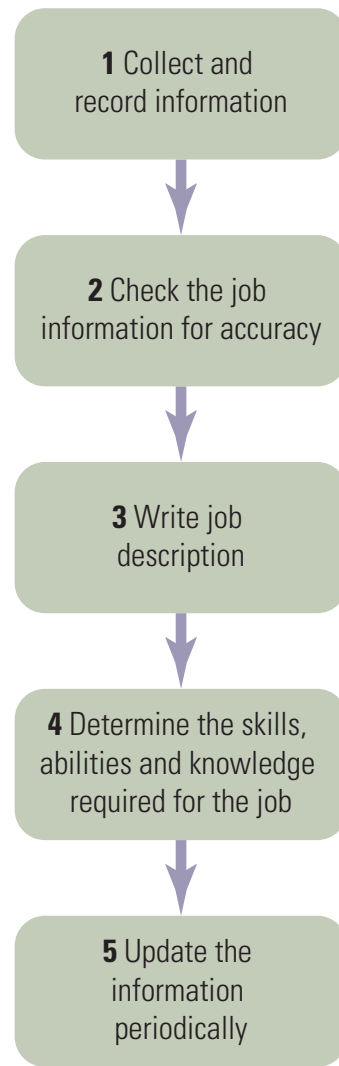 1 Collect and
record information
2 Check the job
information for accuracy
3 Write job
description
4 Determine the skills,
abilities and knowledge
required for the job
5 Update the
information
periodically